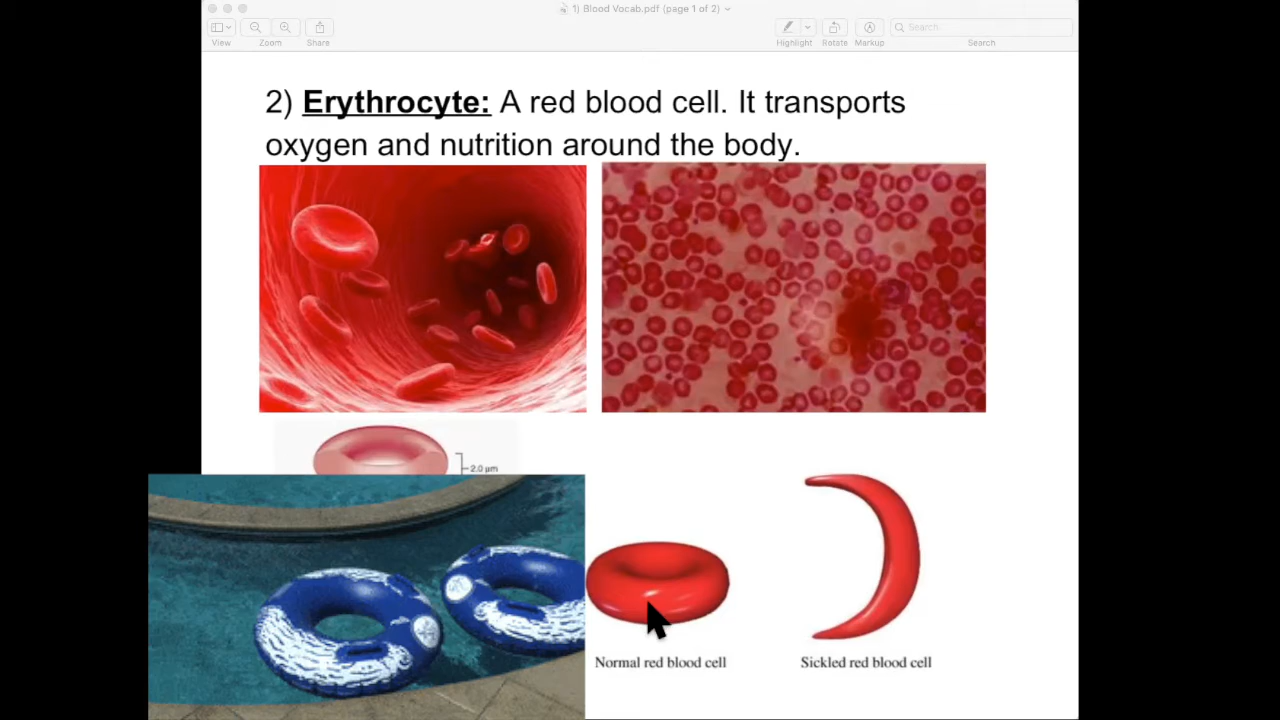 1) Blood Vocab.pdf (page 1 of 2)
View
Zoom
Share
Highlight
Rotate
Markup
Search
Search
2) Erythrocyte: A red blood cell. It transports
oxygen and nutrition around the body.
2.0 µm
Normal red blood cell
Sickled red blood cell